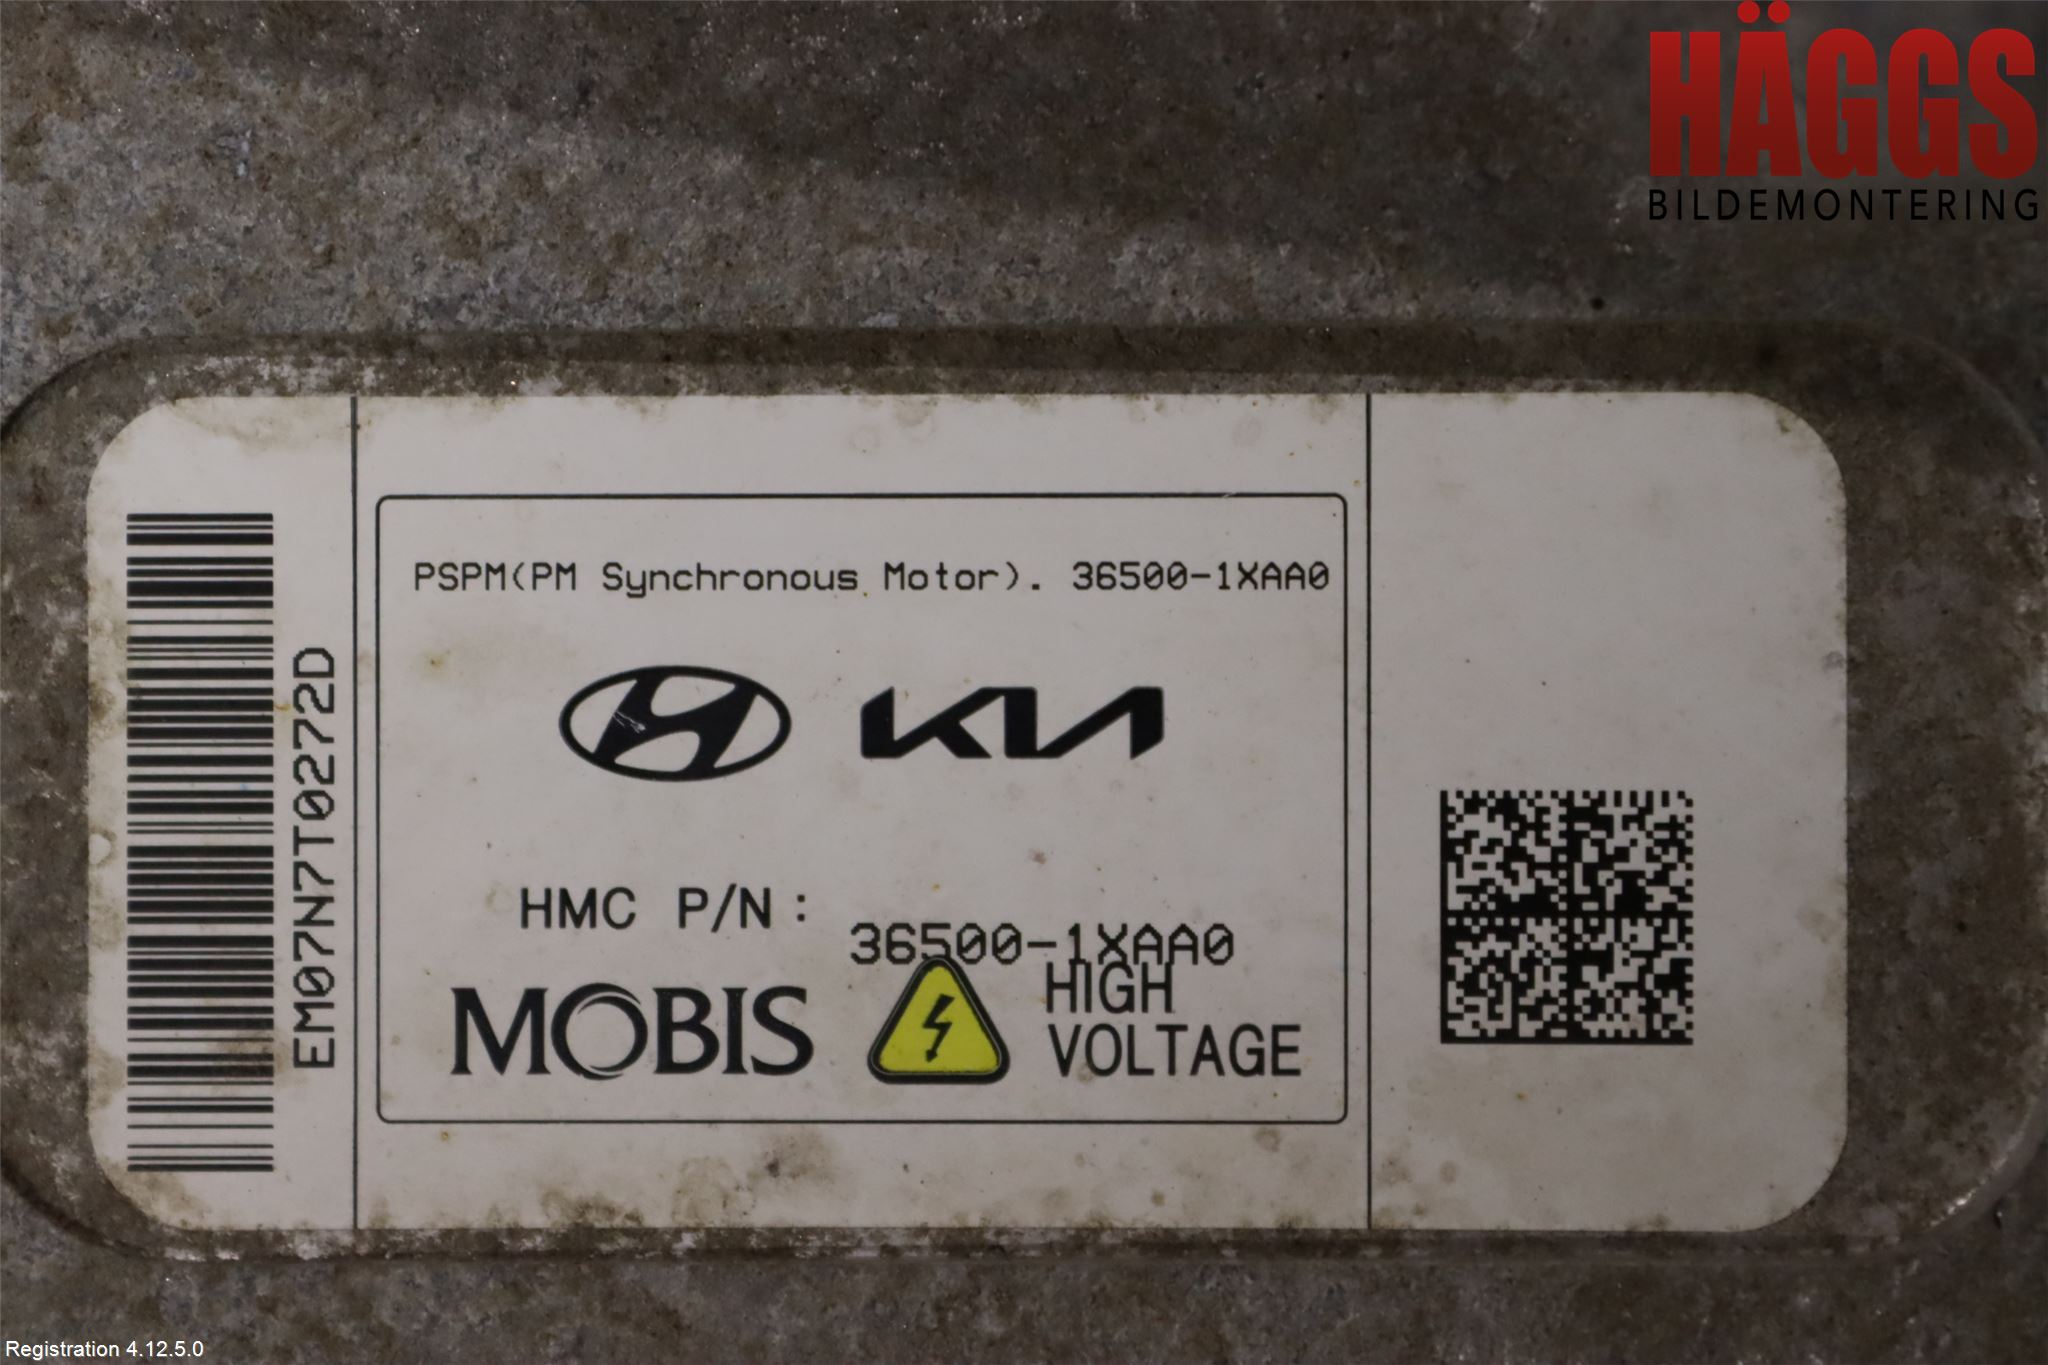 HÄGGS
BILDEMONTERING
EM07N7T0272D
PSPM(PM Synchronous Motor). 36500-1XAA0
KIA
HMC P/N: 36500-1XAA0
MOBIS
HIGH
VOLTAGE
Registration 4.12.5.0